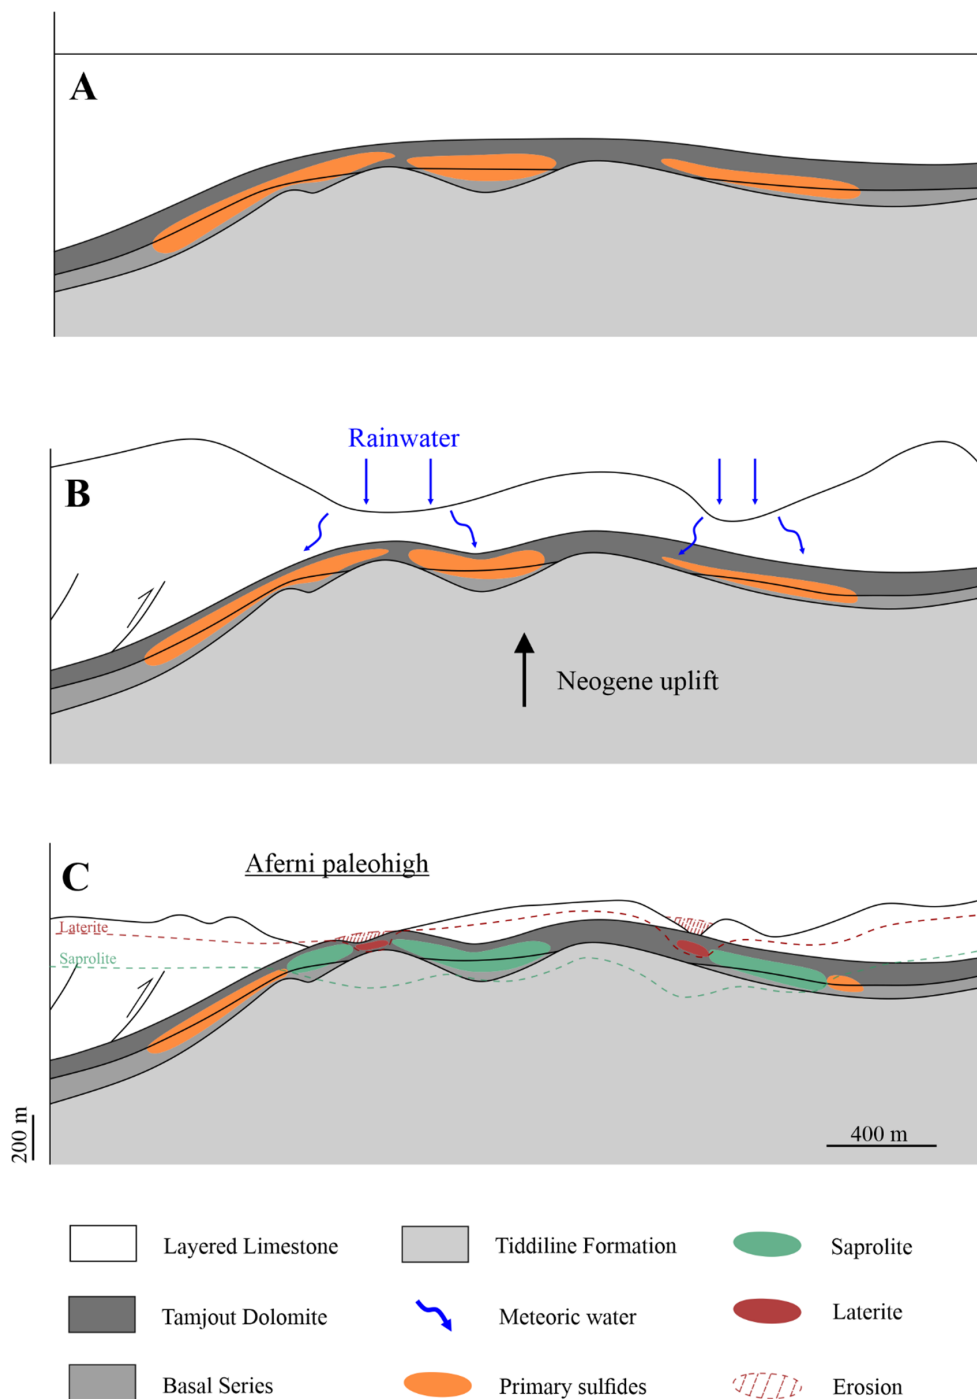 A
Rainwater
B
Neogene uplift
C
Aferni paleohigh
Laterite
Saprolite
200 m
400 m
Layered Limestone
Tiddiline Formation
Saprolite
Tamjout Dolomite
Meteoric water
Laterite
Basal Series
Primary sulfides
Erosion